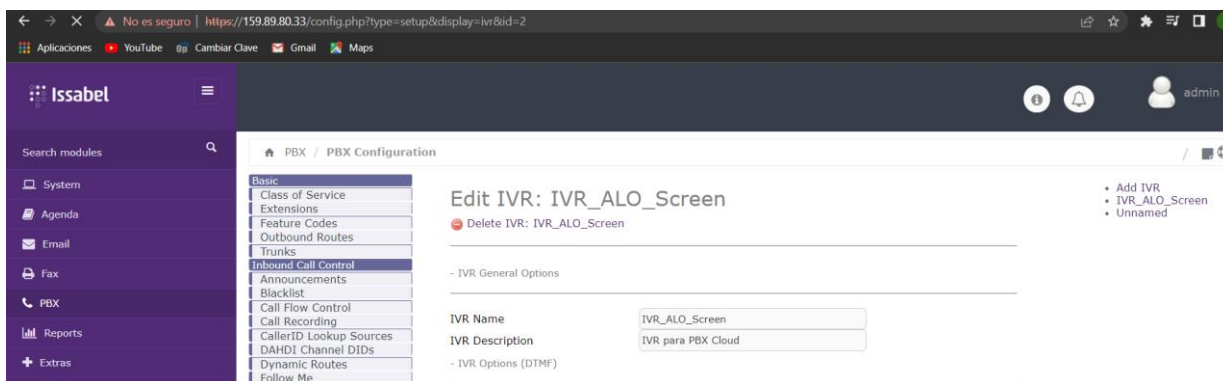 No es seguro | https://159.89.80.33/config.php?type=setup&display=ivr&id=2
Aplicaciones YouTube Cambiar Clave Gmail Maps
Issabel
admin
Search modules
PBX / PBX Configuration
/
System
Agenda
Email
Fax
PBX
Reports
Extras
Basic
Class of Service
Extensions
Feature Codes
Outbound Routes
Trunks
Inbound Call Control
Announcements
Blacklist
Call Flow Control
Call Recording
CallerID Lookup Sources
DAHDI Channel DIDs
Dynamic Routes
Follow Me
Edit IVR: IVR_ALO_Screen
Delete IVR: IVR_ALO_Screen
- IVR General Options
IVR Name IVR_ALO_Screen
IVR Description IVR para PBX Cloud
- IVR Options (DTMF)
• Add IVR
• IVR_ALO_Screen
• Unnamed